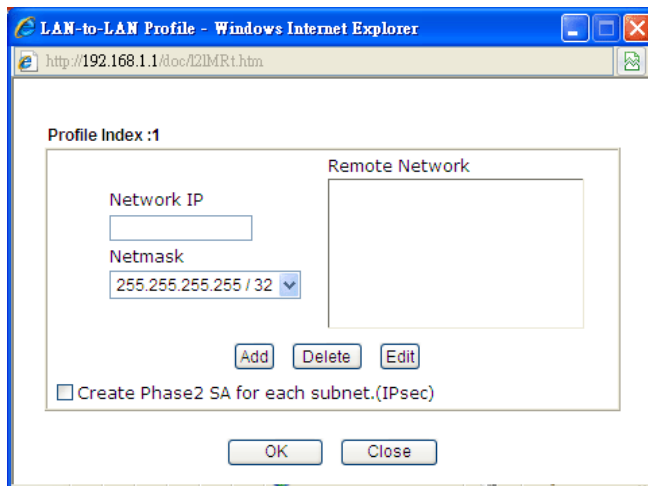 LAN-to-LAN Profile - Windows Internet Explorer
http://192.168.1.1/doc/l2lMRt.htm
Profile Index :1
Remote Network
Network IP
Netmask
255.255.255.255 / 32
Add Delete Edit
Create Phase2 SA for each subnet.(IPsec)
OK Close